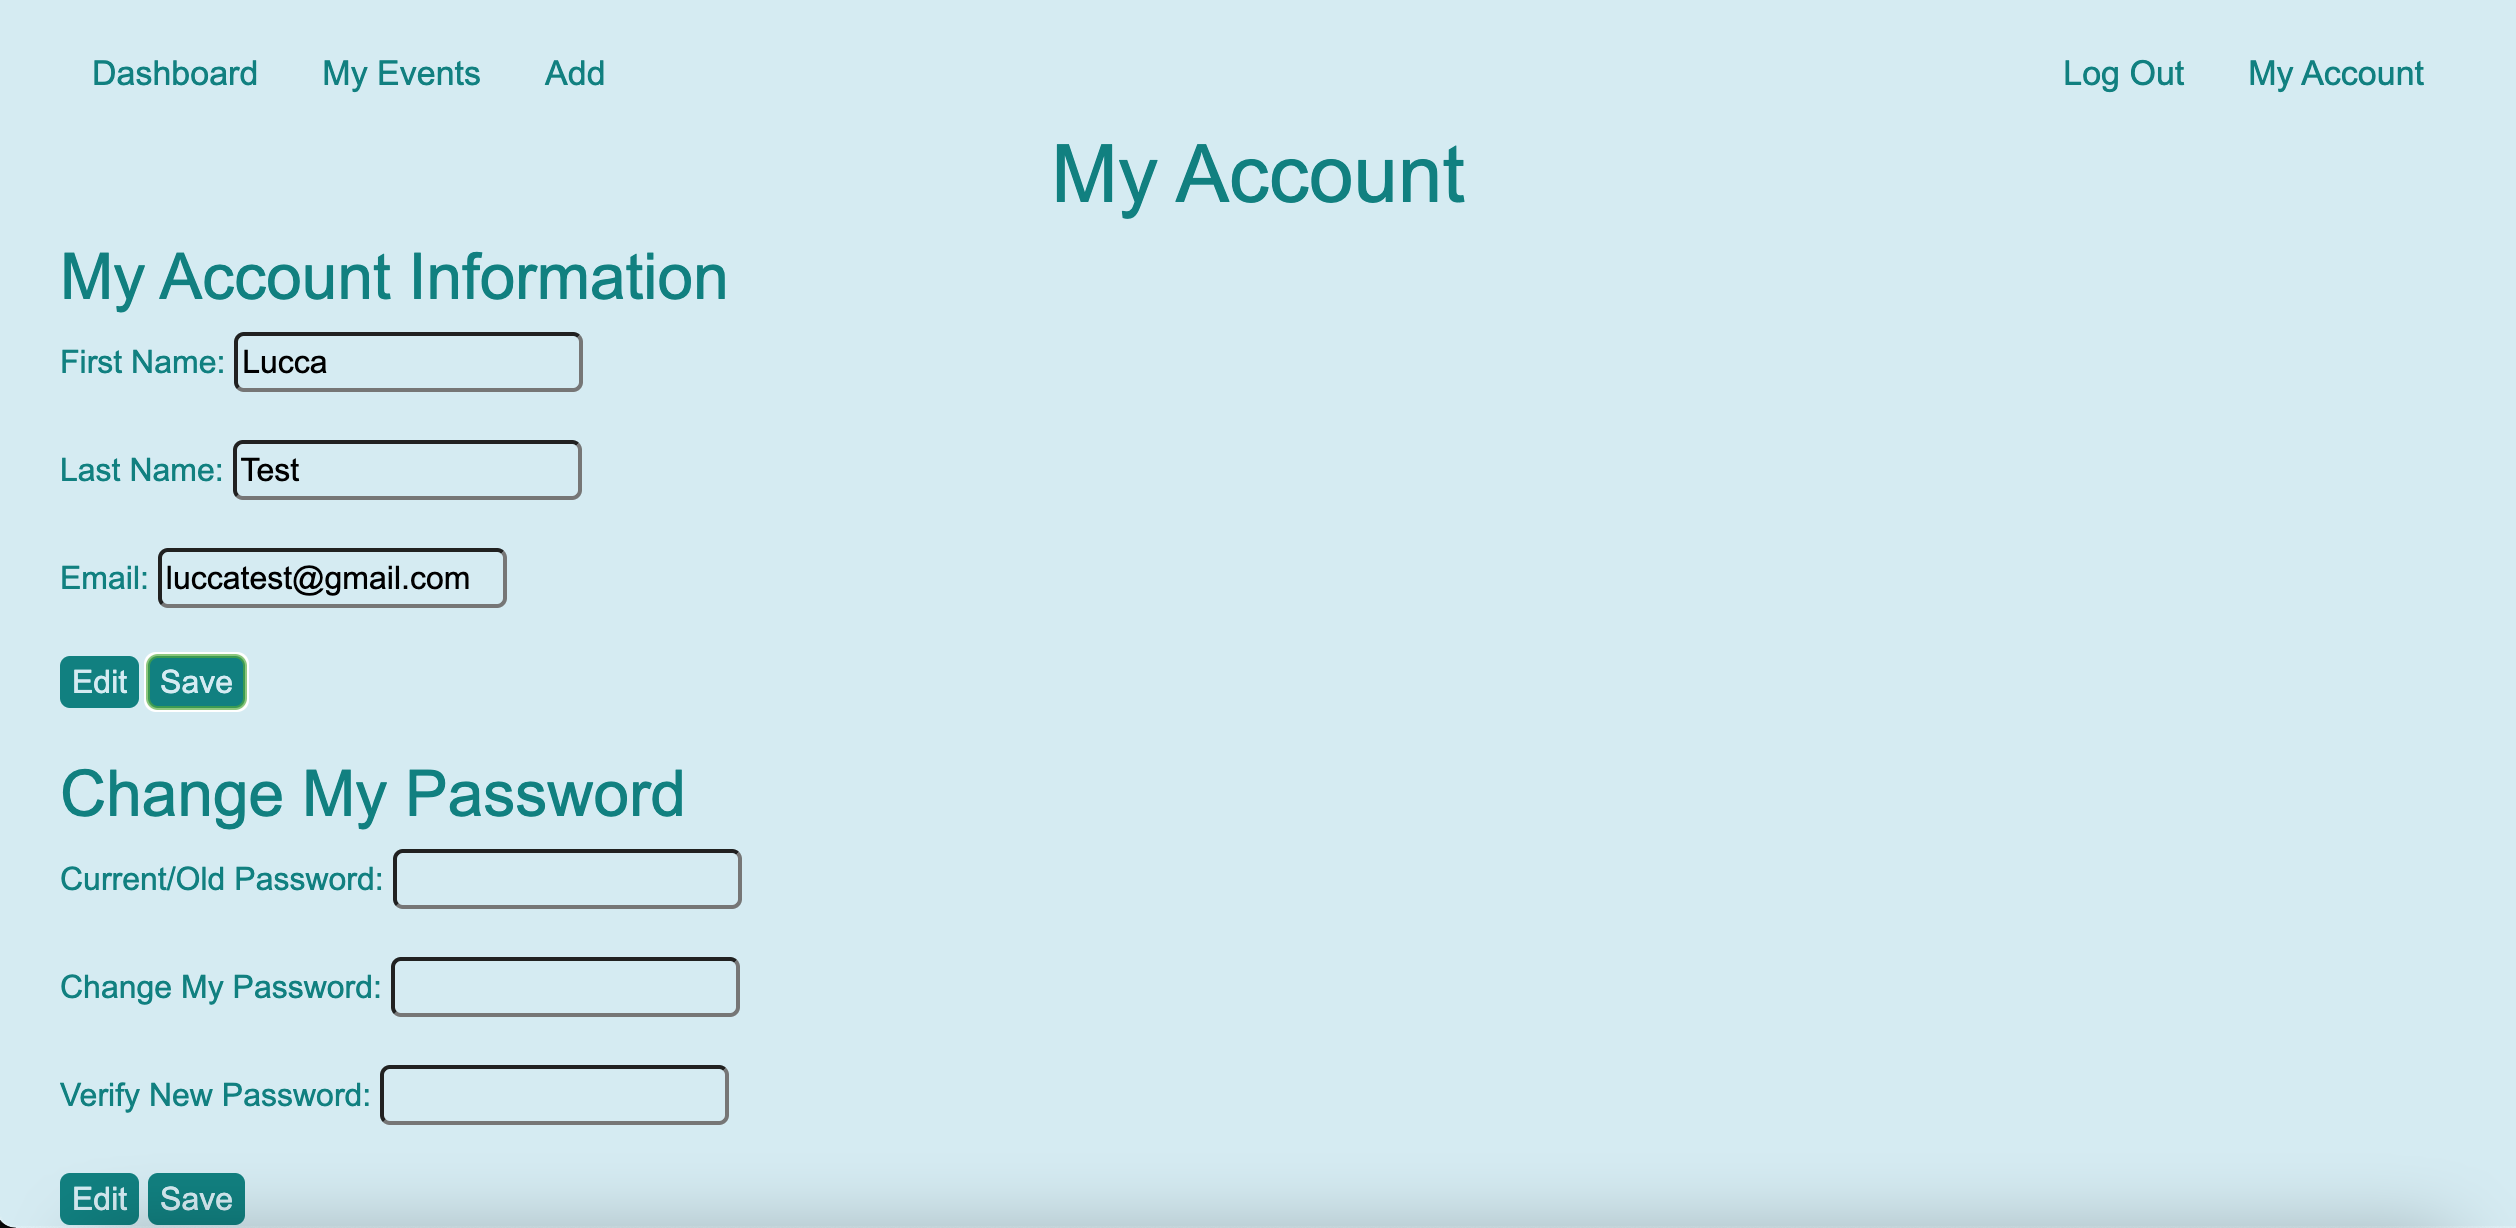 Dashboard My Events Add Log Out My Account
My Account
My Account Information
First Name: Lucca
Last Name: Test
Email: luccatest@gmail.com
Edit Save
Change My Password
Current/Old Password:
Change My Password:
Verify New Password:
Edit Save